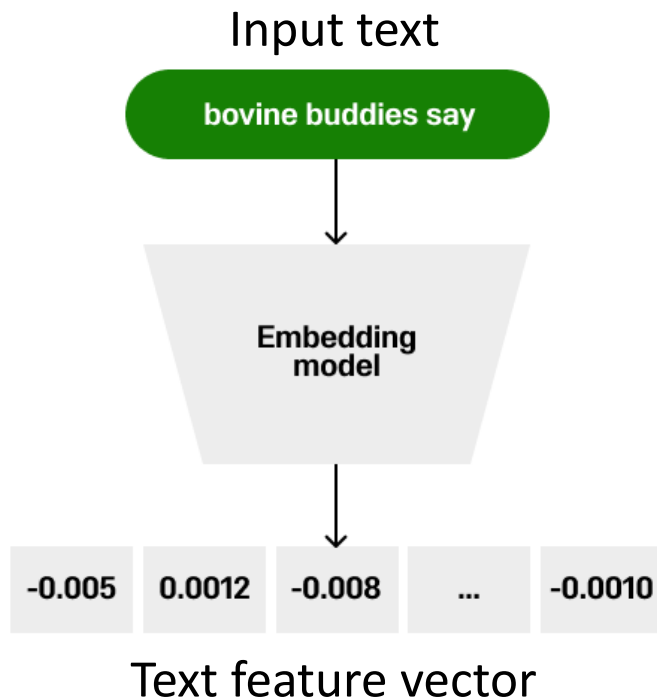 Input text
bovine buddies say
Embedding
model
-0.005 0.0012 -0.008 ... -0.0010
Text feature vector